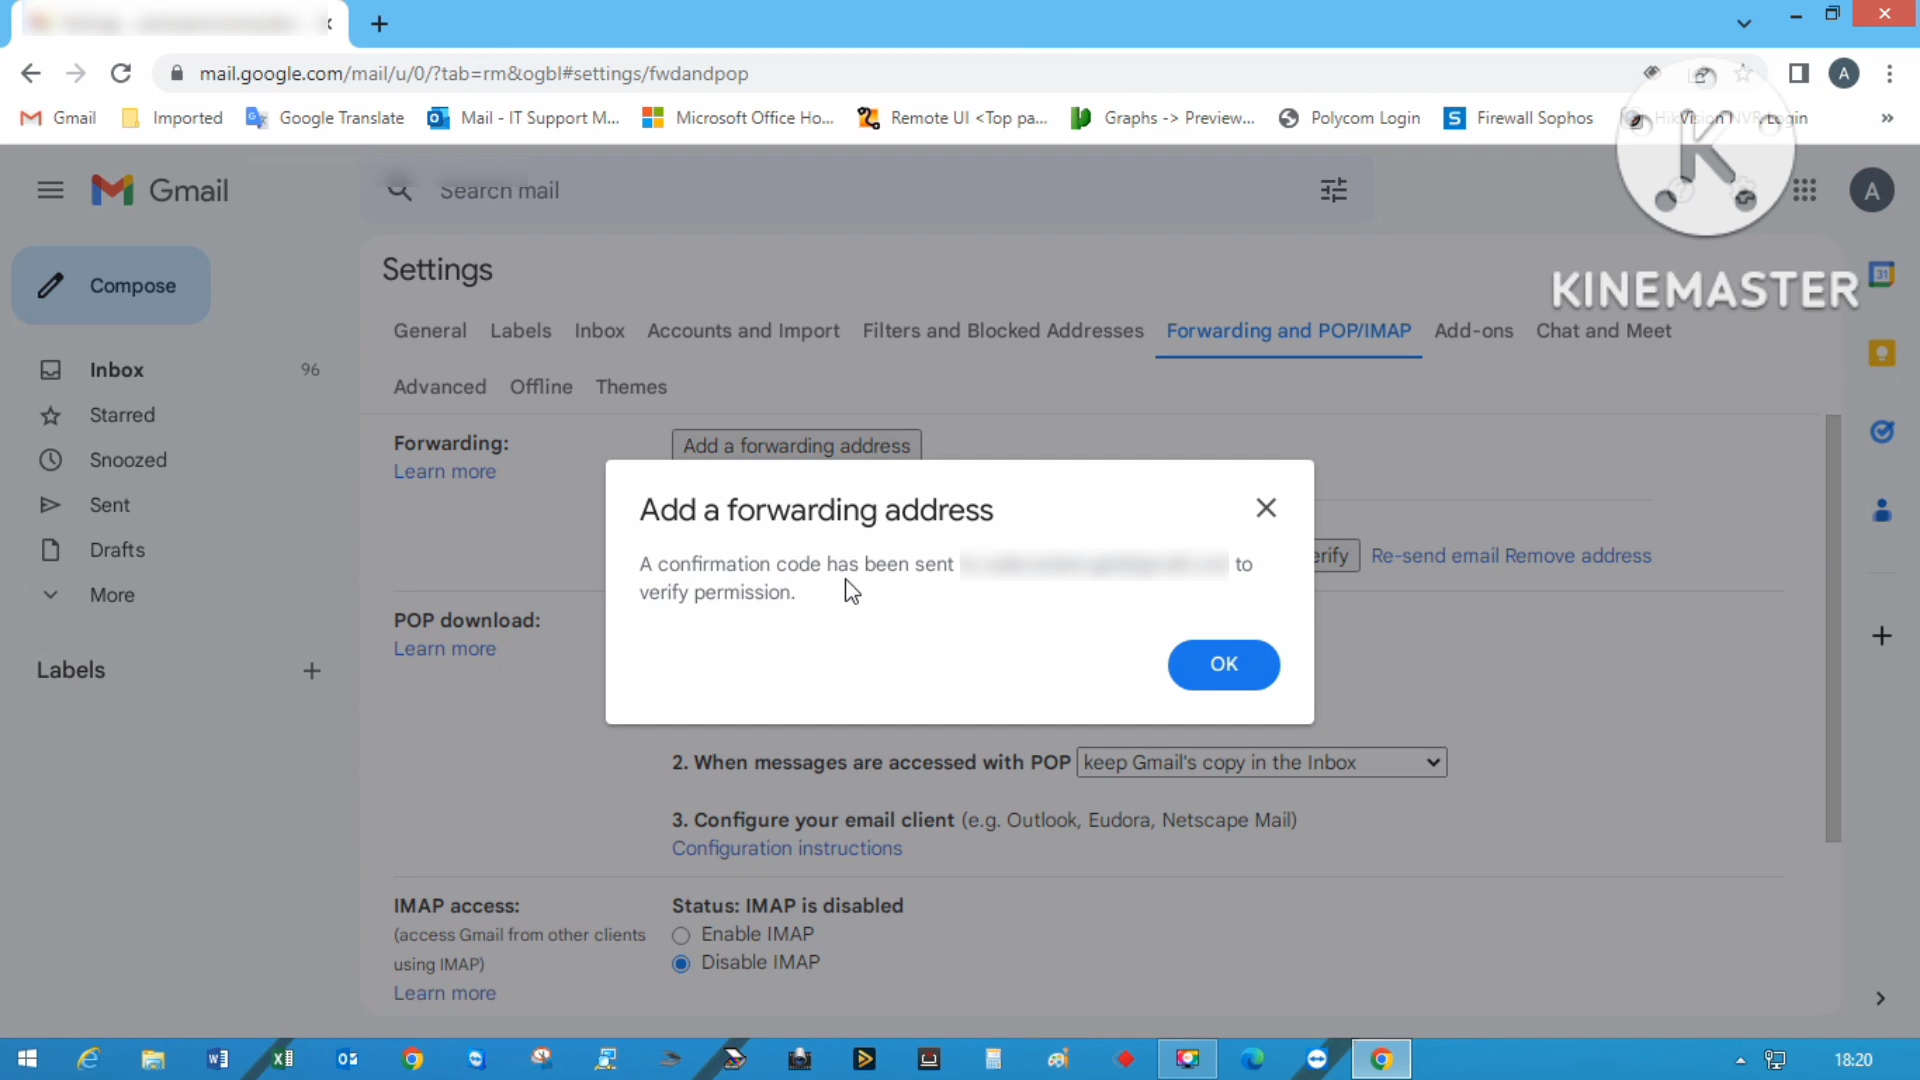 mail.google.com/mail/u/0/?tab=rm&ogbl#settings/fwdandpop
A
Gmail
Imported
Google Translate
Mail - IT Support M...
Microsoft Office Ho...
Remote UI <Top pa...
Graphs -> Preview...
Polycom Login
Firewall Sophos
HikVision NVR Login
»
Gmail
Search mail
A
K
KINEMASTER
Compose
Inbox 96
Starred
Snoozed
Sent
Drafts
More
Labels
Settings
General Labels Inbox Accounts and Import Filters and Blocked Addresses Forwarding and POP/IMAP Add-ons Chat and Meet
Advanced Offline Themes
Forwarding:
Learn more
Add a forwarding address
erify Re-send email Remove address
Add a forwarding address
A confirmation code has been sent to
verify permission.
OK
POP download:
Learn more
2. When messages are accessed with POP keep Gmail's copy in the Inbox
3. Configure your email client (e.g. Outlook, Eudora, Netscape Mail)
Configuration instructions
IMAP access:
(access Gmail from other clients
using IMAP)
Learn more
Status: IMAP is disabled
Enable IMAP
Disable IMAP
31
18:20